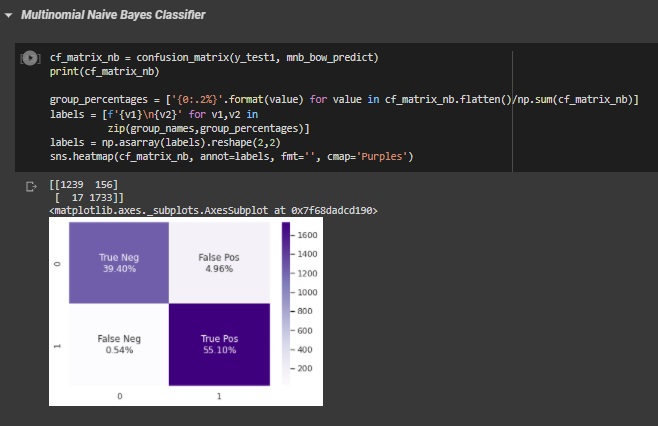 Multinomial Naive Bayes Classifier
cf_matrix_nb = confusion_matrix(y_test1, mnb_bow_predict)
print(cf_matrix_nb)
group_percentages = ['{0:.2%}'.format(value) for value in cf_matrix_nb.flatten()/np.sum(cf_matrix_nb)]
labels = [f'{v1}\n{v2}' for v1,v2 in
zip(group_names,group_percentages)]
labels = np.asarray(labels).reshape(2,2)
sns.heatmap(cf_matrix_nb, annot=labels, fmt='', cmap='Purples')
[[1239 156]
[ 17 1733]]
<matplotlib.axes._subplots.AxesSubplot at 0x7f68dadcd190>
True Neg
39.40%
False Pos
4.96%
False Neg
0.54%
True Pos
55.10%
0
1
0
1
1600
1400
1200
1000
800
600
400
200